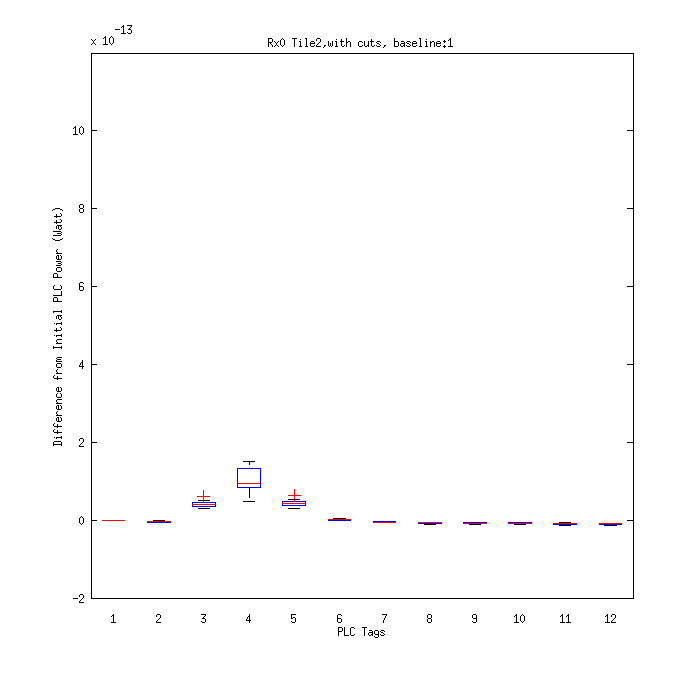 x 10 -13
Rx0 Tile2,with cuts, baseline:1
10
8
6
4
2
0
-2
Difference from Initial PLC Power (Watt)
1 2 3 4 5 6 7 8 9 10 11 12
PLC Tags